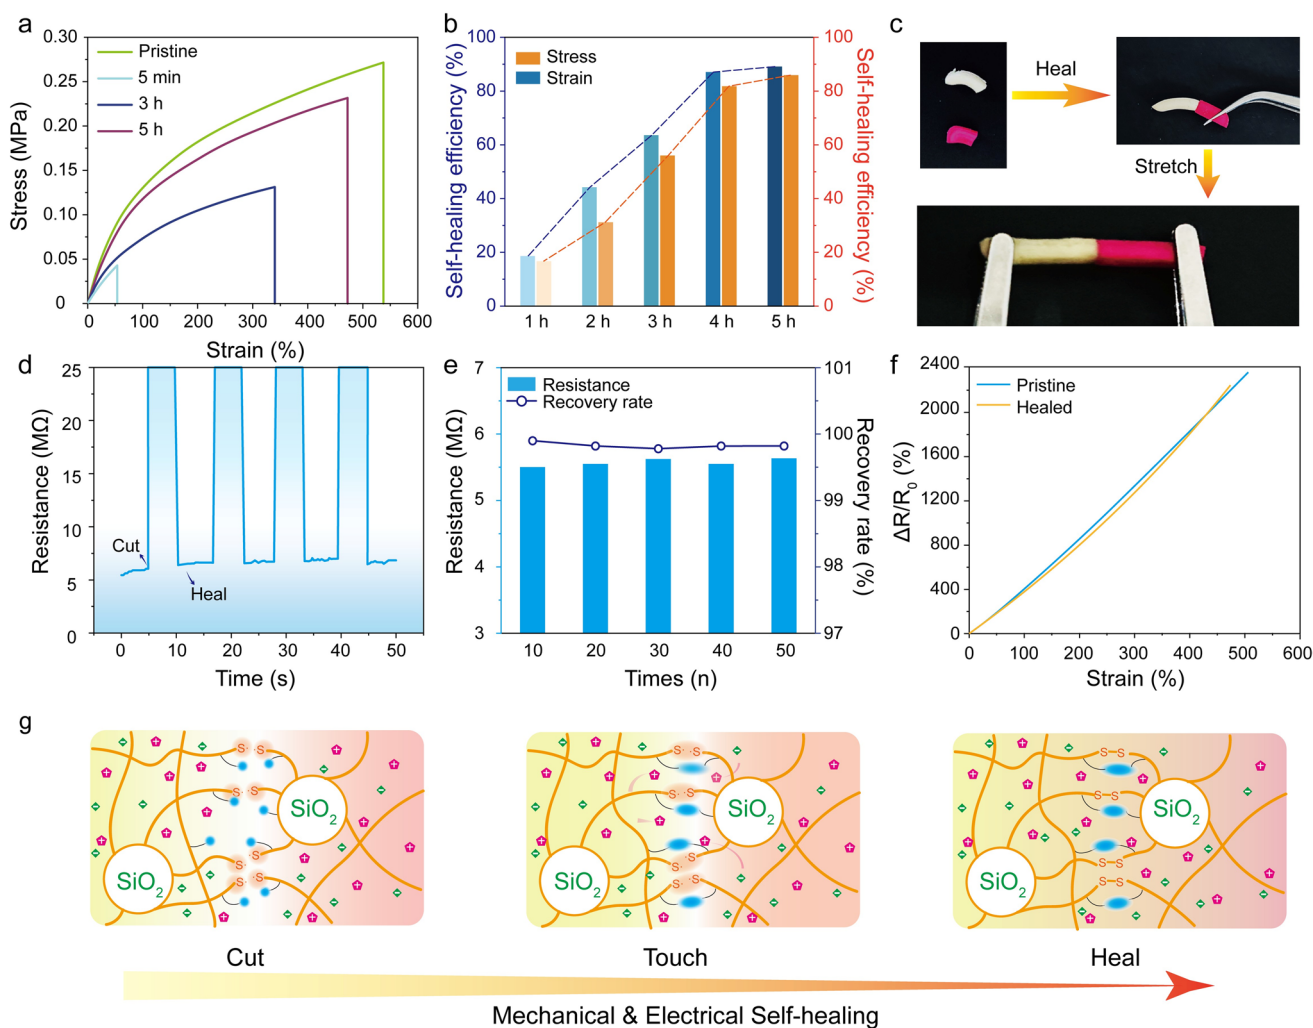 a
0.30
0.25
0.20
0.15
0.10
0.05
0
Stress (MPa)
Pristine
5 min
3 h
5 h
0 100 200 300 400 500 600
Strain (%)
b
100
80
60
40
20
0
Self-healing efficiency (%)
Stress
Strain
100
80
60
40
20
0
Self-healing efficiency (%)
1 h 2 h 3 h 4 h 5 h
c
Heal
Stretch
d
25
20
15
10
5
0
Resistance (MΩ)
Cut
Heal
0 10 20 30 40 50
Time (s)
e
7
6
5
4
3
Resistance (MΩ)
Resistance
Recovery rate
101
100
99
98
97
Recovery rate (%)
10 20 30 40 50
Times (n)
f
2400
2000
1600
1200
800
400
0
ΔR/R0 (%)
Pristine
Healed
0 100 200 300 400 500 600
Strain (%)
g
S· ·S
S· ·S
S·
·S
S· ·S
SiO2
SiO2
S· ·S
S· ·S
S· ·S
S· ·S
SiO2
SiO2
S–S
S–S
S–S
S–S
SiO2
SiO2
Cut
Touch
Heal
Mechanical & Electrical Self-healing